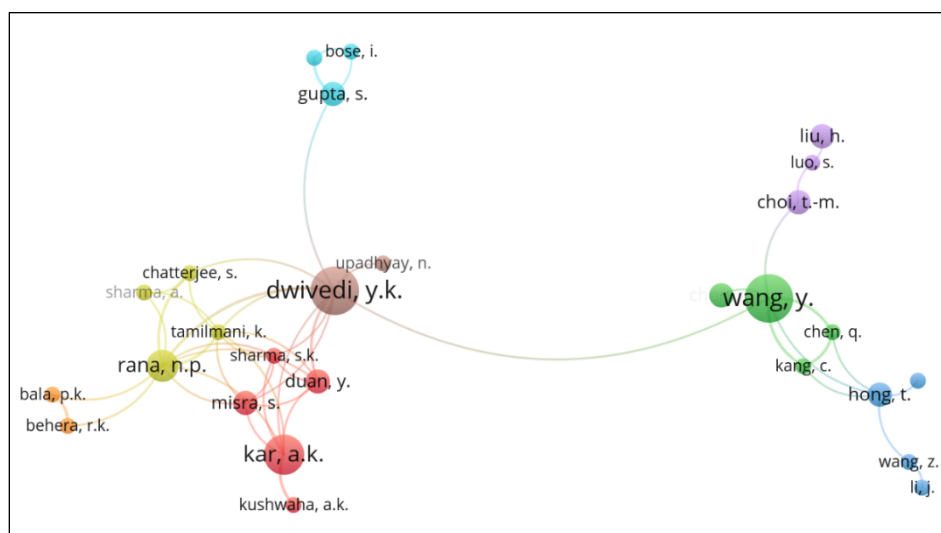 bose, i.
gupta, s.
liu, h.
luo, s.
choi, t.-m.
upadhyay, n.
chatterjee, s.
dwivedi, y.k.
sharma, a.
wang, y.
tamilmani, k.
chen, q.
sharma, s.k.
rana, n.p.
kang, c.
duan, y.
bala, p.k.
misra, s.
hong, t.
behera, r.k.
kar, a.k.
wang, z.
li, j.
kushwaha, a.k.